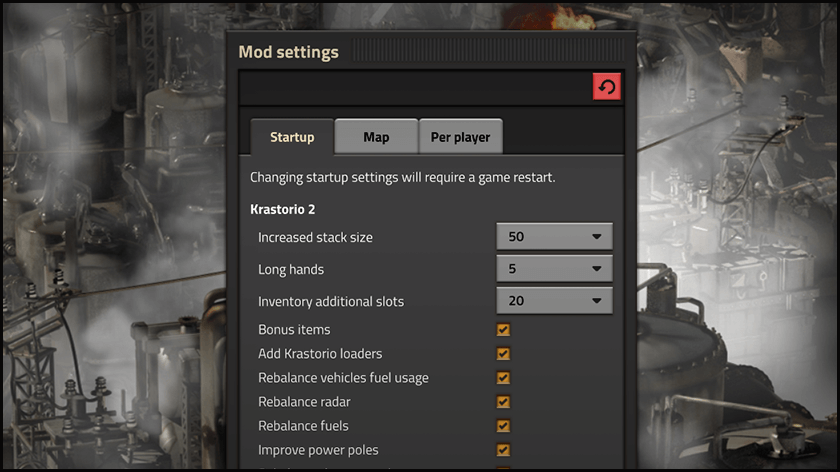 Mod settings
Startup
Map
Per player
Changing startup settings will require a game restart.
Krastorio 2
Increased stack size
50
Long hands
5
Inventory additional slots
20
Bonus items
Add Krastorio loaders
Rebalance vehicles fuel usage
Rebalance radar
Rebalance fuels
Improve power poles